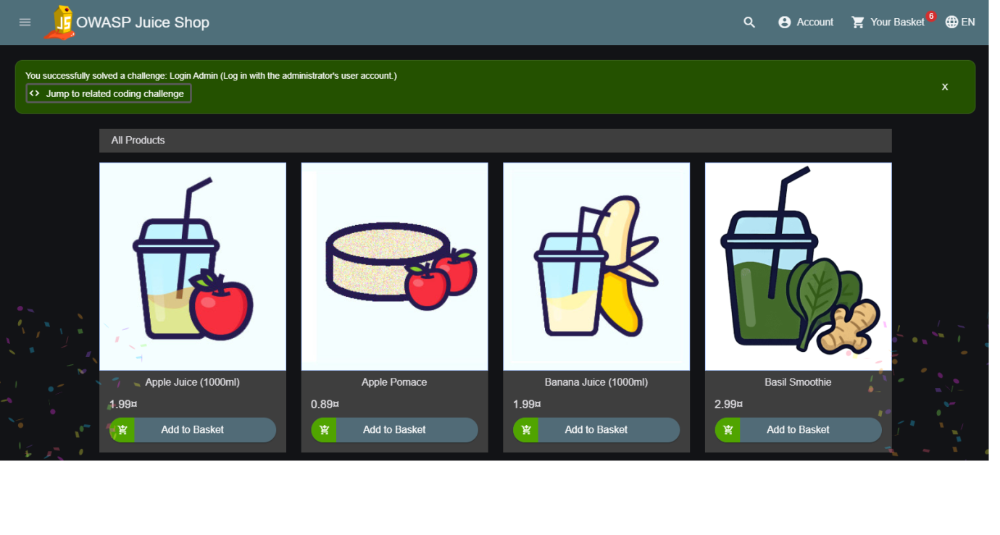 OWASP Juice Shop
Account
Your Basket
6
EN
You successfully solved a challenge: Login Admin (Log in with the administrator's user account.)
<> Jump to related coding challenge
X
All Products
Apple Juice (1000ml)
1.99¤
Add to Basket
Apple Pomace
0.89¤
Add to Basket
Banana Juice (1000ml)
1.99¤
Add to Basket
Basil Smoothie
2.99¤
Add to Basket